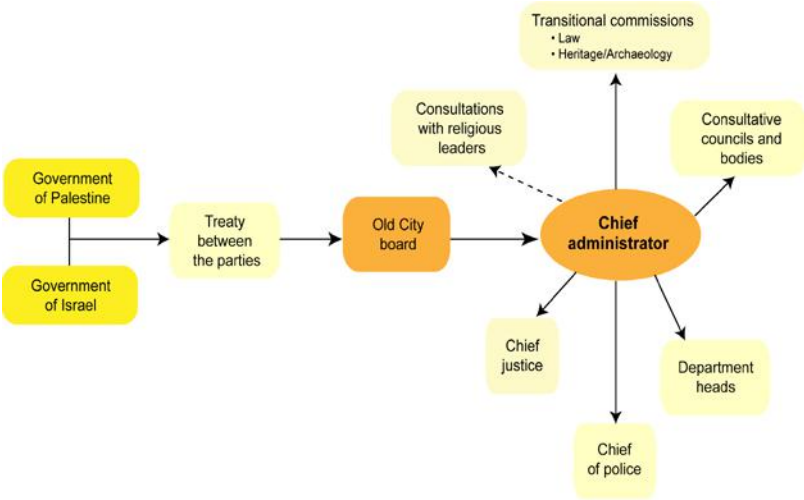 Transitional commissions
• Law
• Heritage/Archaeology
Consultations
with religious
leaders
Consultative
councils and
bodies
Government
of Palestine
Treaty
between
the parties
Old City
board
Chief
administrator
Government
of Israel
Chief
justice
Department
heads
Chief
of police